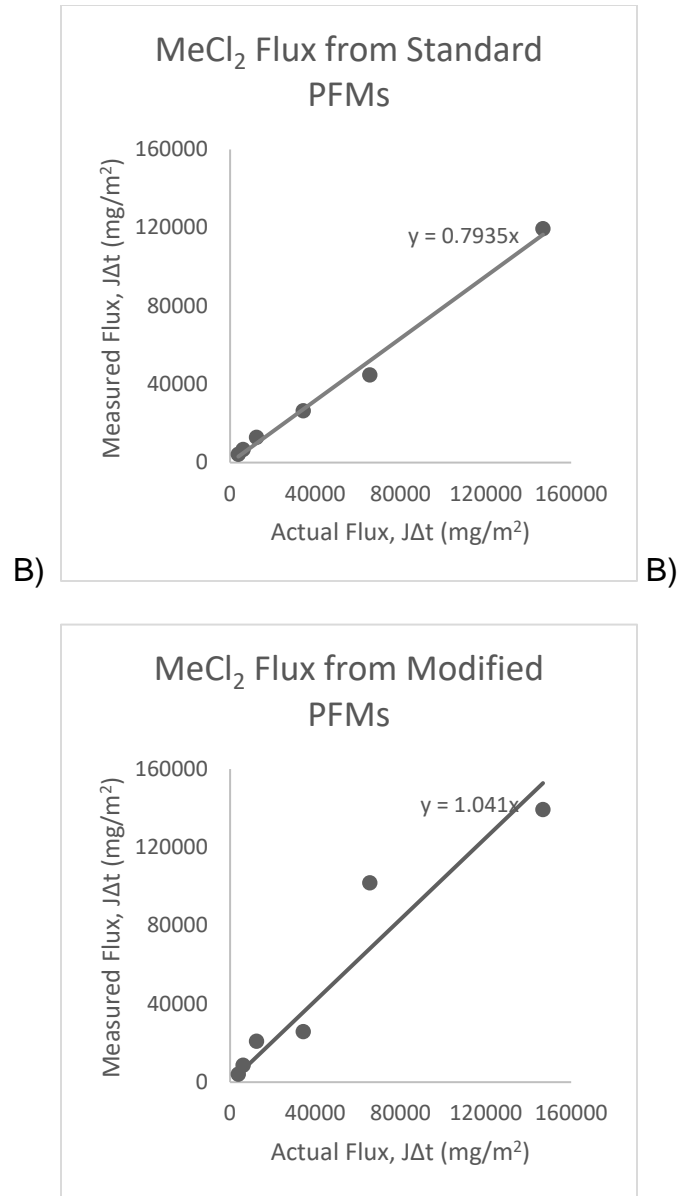 MeCl₂ Flux from Standard
PFMs
160000
120000
80000
40000
0
y = 0.7935x
0 40000 80000 120000 160000
Measured Flux, JΔt (mg/m²)
Actual Flux, JΔt (mg/m²)
B) B)
MeCl₂ Flux from Modified
PFMs
160000
120000
80000
40000
0
y = 1.041x
0 40000 80000 120000 160000
Measured Flux, JΔt (mg/m²)
Actual Flux, JΔt (mg/m²)